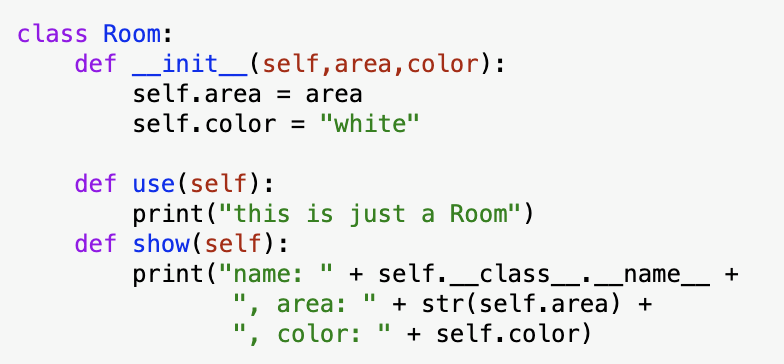 class Room:
    def __init__(self,area,color):
        self.area = area
        self.color = "white"

    def use(self):
        print("this is just a Room")
    def show(self):
        print("name: " + self.__class__.__name__ +
               ", area: " + str(self.area) +
               ", color: " + self.color)